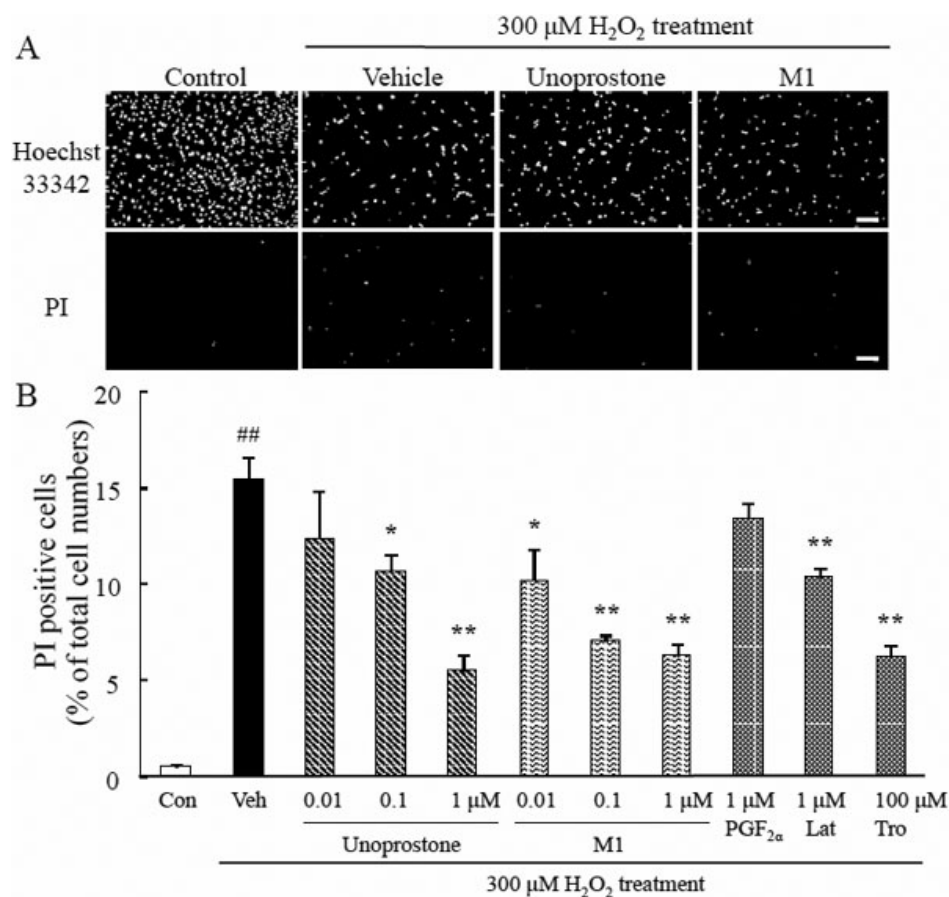 A
300 μM H₂O₂ treatment
Control Vehicle Unoprostone M1
Hoechst
33342
PI
B
PI positive cells
(% of total cell numbers)
20
15
10
5
0
##
*
**
*
**
**
**
**
Con Veh 0.01 0.1 1 μM 0.01 0.1 1 μM 1 μM 1 μM 100 μM
PGF₂α Lat Tro
Unoprostone M1
300 μM H₂O₂ treatment